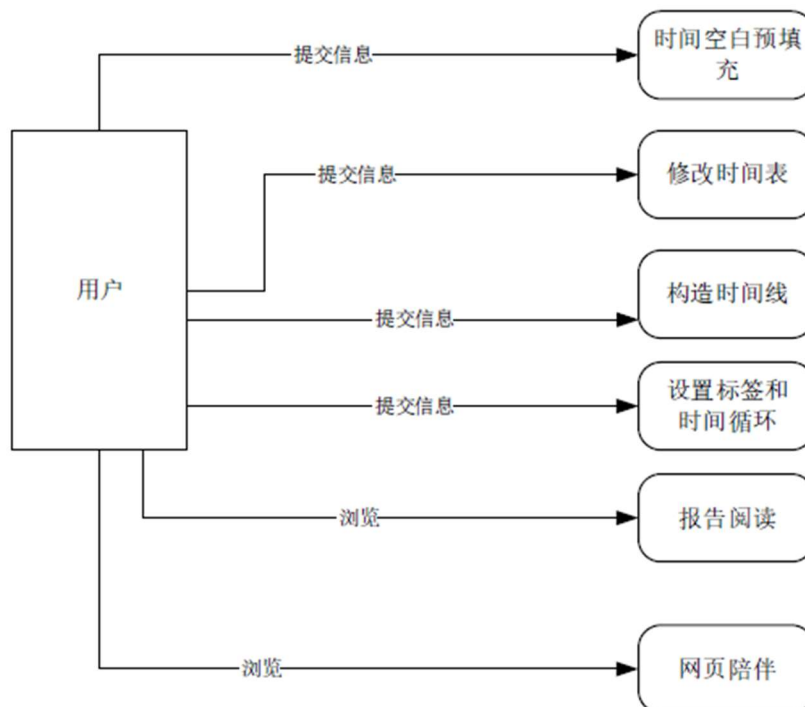 提交信息
时间空白预填
充
提交信息
修改时间表
用户
构造时间线
提交信息
设置标签和
时间循环
提交信息
浏览
报告阅读
浏览
网页陪伴